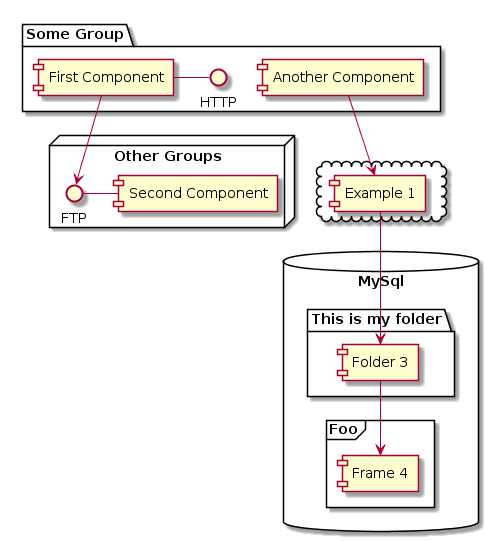 Some Group
First Component
HTTP
Another Component
Other Groups
FTP
Second Component
Example 1
MySql
This is my folder
Folder 3
Foo
Frame 4